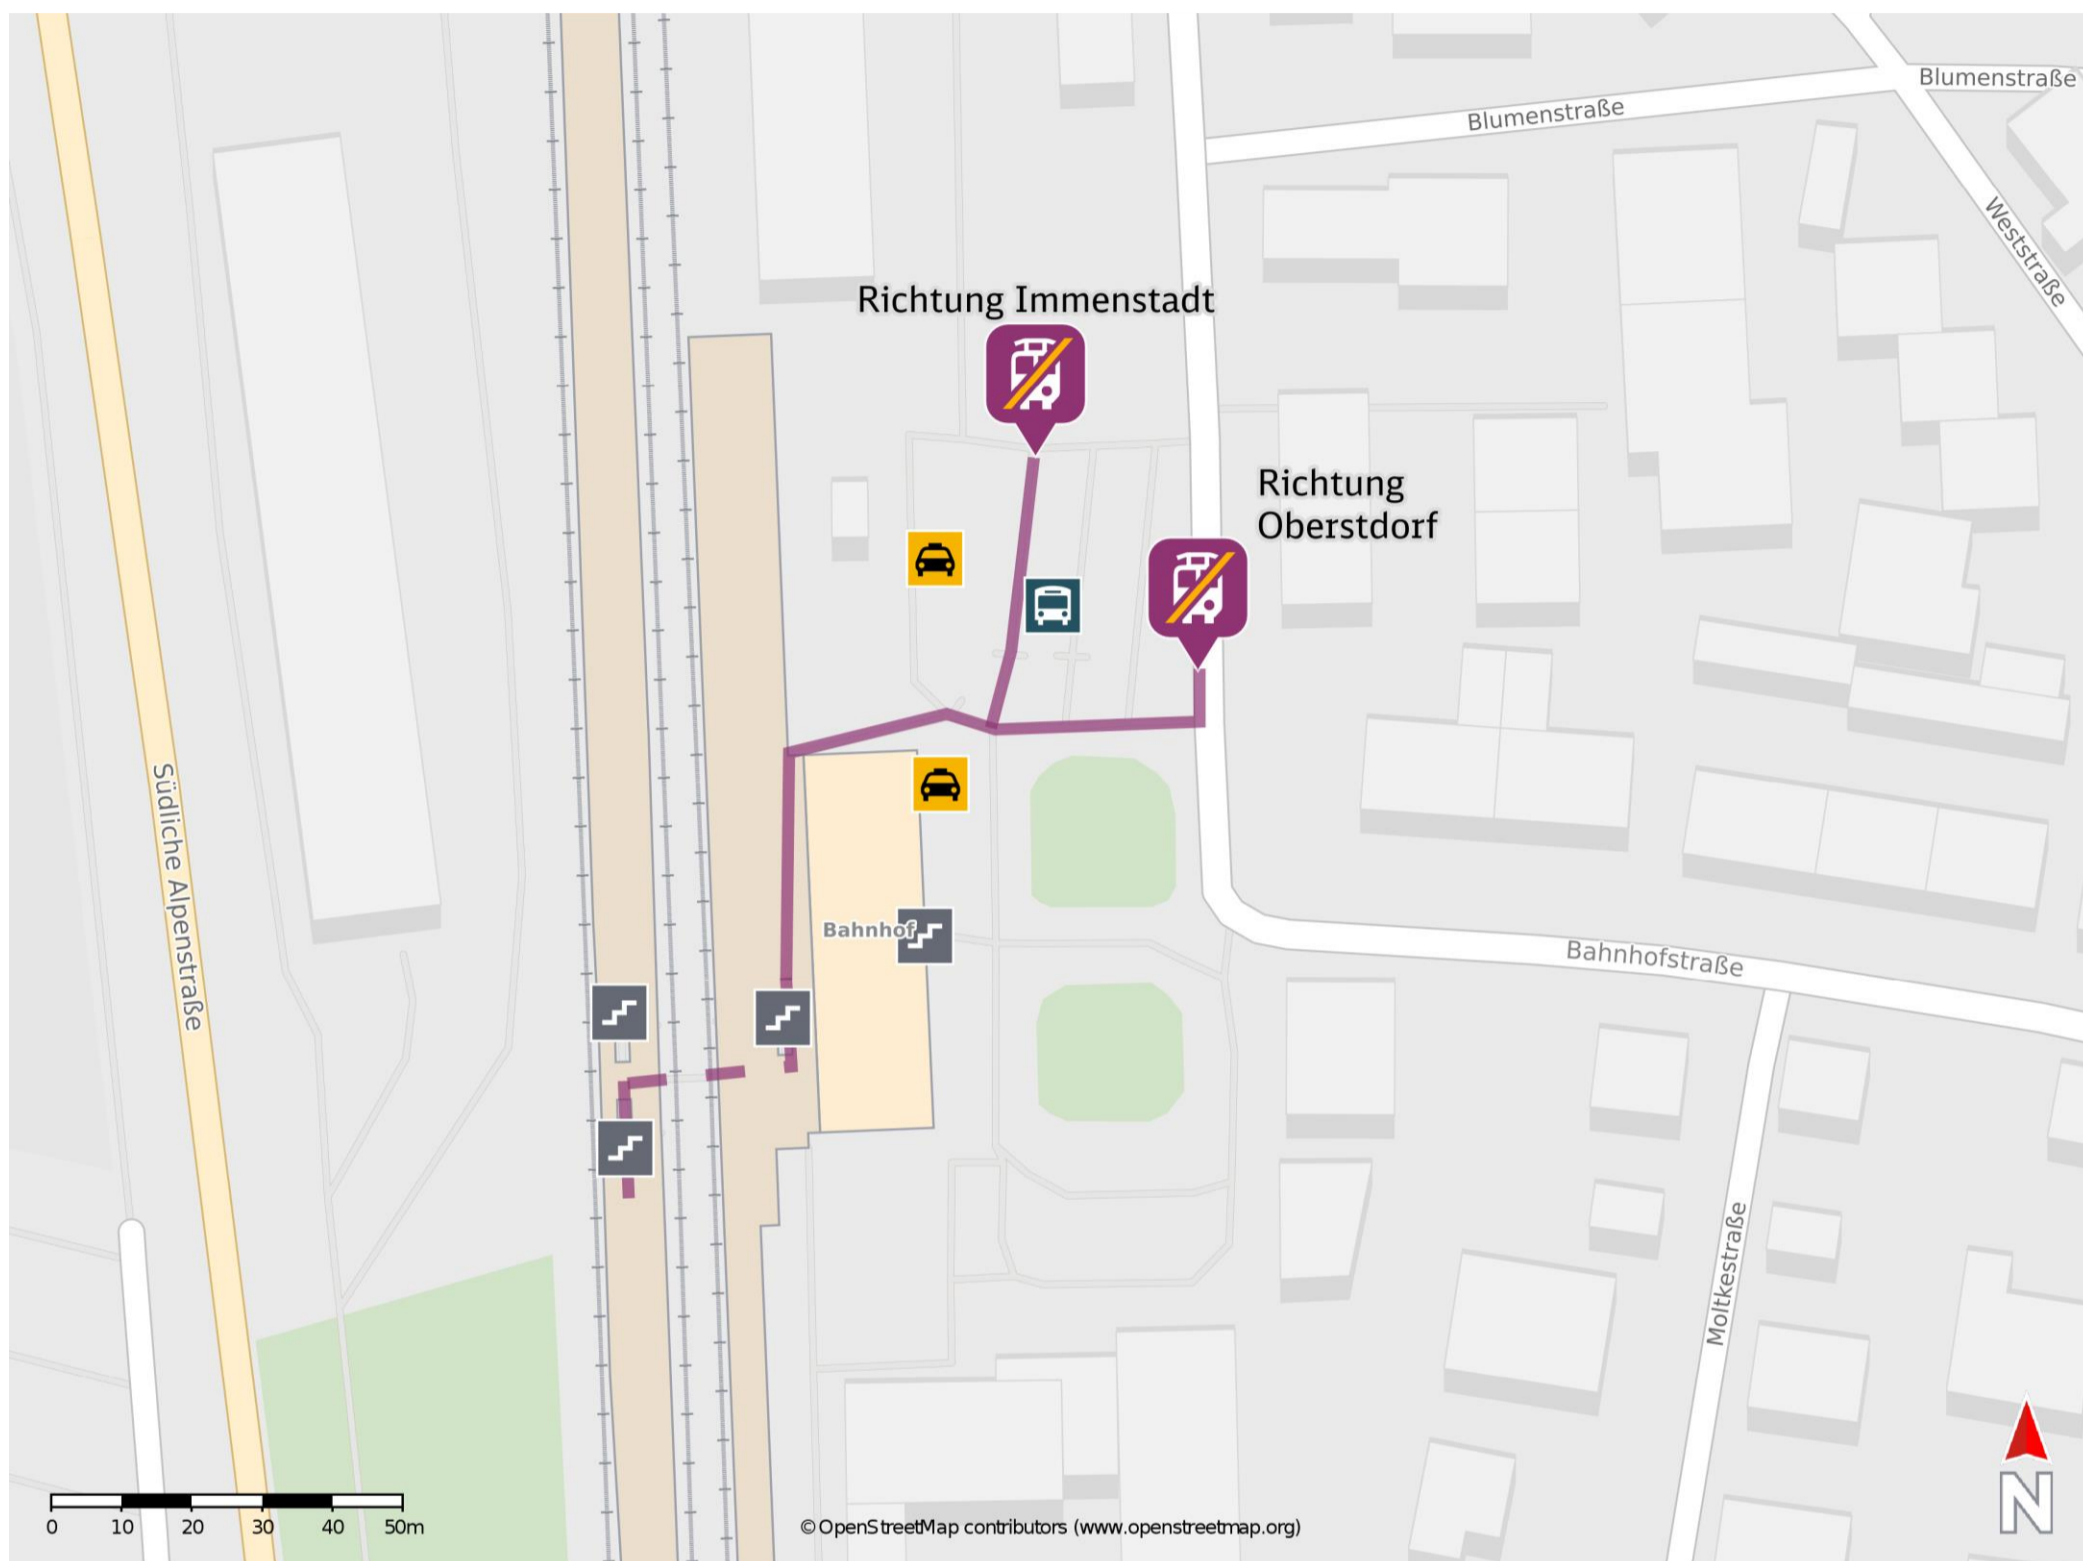 Blumenstraße
Blumenstraße
Weststraße
Richtung Immenstadt
Richtung
Oberstdorf
Südliche Alpenstraße
Bahnhof
Bahnhofstraße
Moltkestraße
N
0 10 20 30 40 50m
© OpenStreetMap contributors (www.openstreetmap.org)